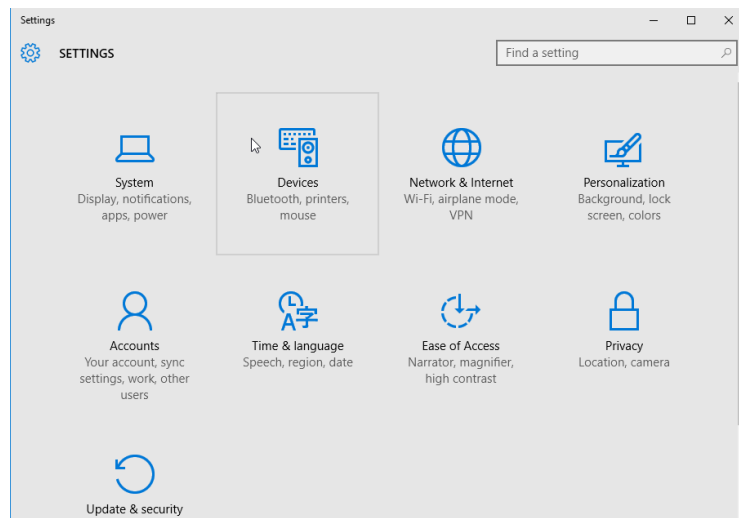 Settings
SETTINGS
Find a setting
System
Display, notifications,
apps, power
Devices
Bluetooth, printers,
mouse
Network & Internet
Wi-Fi, airplane mode,
VPN
Personalization
Background, lock
screen, colors
Accounts
Your account, sync
settings, work, other
users
Time & language
Speech, region, date
Ease of Access
Narrator, magnifier,
high contrast
Privacy
Location, camera
Update & security